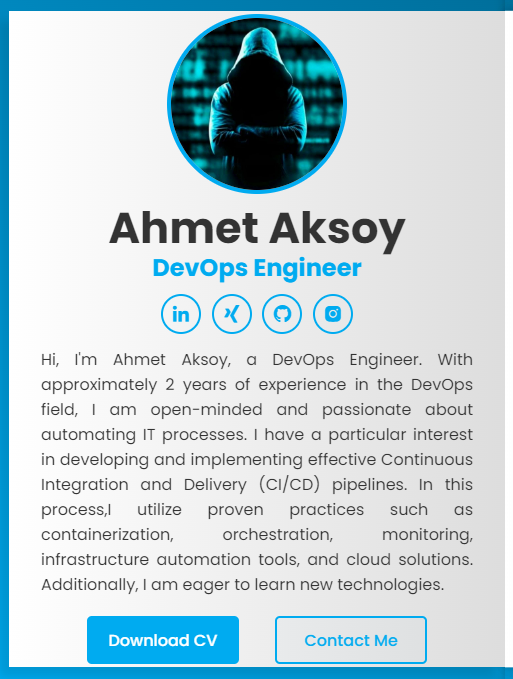 Ahmet Aksoy
DevOps Engineer
in
Hi, I'm Ahmet Aksoy, a DevOps Engineer. With
approximately 2 years of experience in the DevOps
field, I am open-minded and passionate about
automating IT processes. I have a particular interest
in developing and implementing effective Continuous
Integration and Delivery (CI/CD) pipelines. In this
process,I utilize proven practices such as
containerization, orchestration, monitoring,
infrastructure automation tools, and cloud solutions.
Additionally, I am eager to learn new technologies.
Download CV
Contact Me